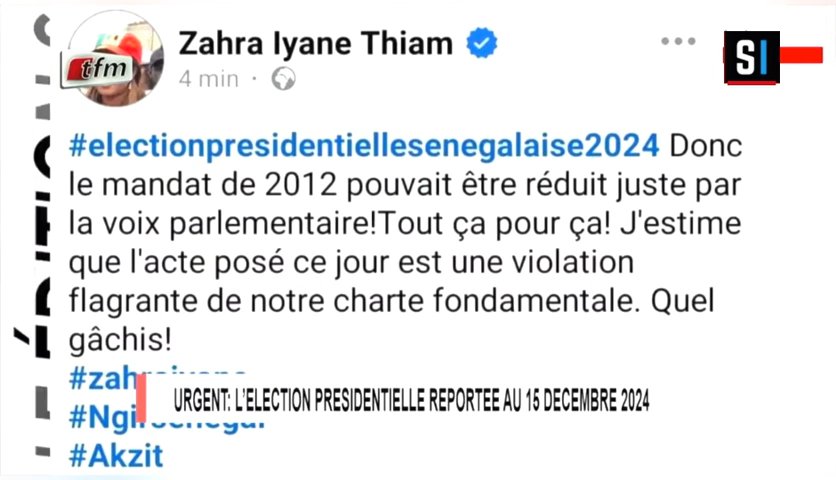 Zahra Iyane Thiam
tfm
4 min ·
SI
#electionpresidentiellesenegalaise2024 Donc
le mandat de 2012 pouvait être réduit juste par
la voix parlementaire!Tout ça pour ça! J'estime
que l'acte posé ce jour est une violation
flagrante de notre charte fondamentale. Quel
gâchis!
URGENT: L'ELECTION PRESIDENTIELLE REPORTEE AU 15 DECEMBRE 2024
#Akzit